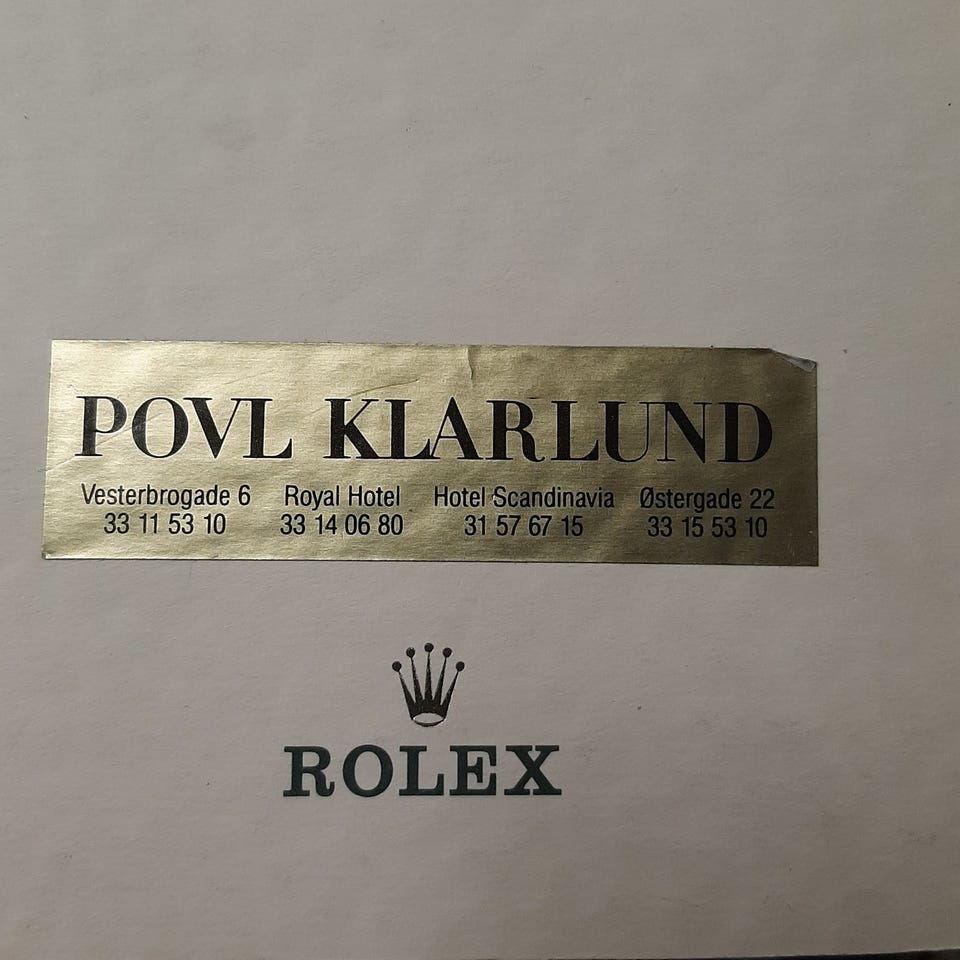 POVL KLARLUND
Vesterbrogade 6 Royal Hotel Hotel Scandinavia Østergade 22
33 11 53 10 33 14 06 80 31 57 67 15 33 15 53 10
ROLEX